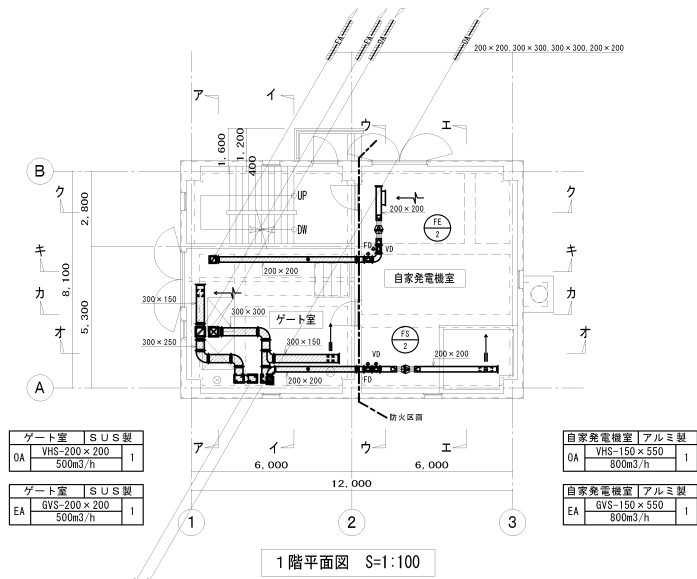 EA
EA
OA
OA
200×200, 300×300, 300×300, 200×200
ア
イ
ウ
エ
1,600
1,200
400
B
ク
2,800
UP
DW
200×200
FE
2
ク
キ
FD
VD
キ
8,100
200×200
自家発電機室
カ
300×150
300×300
ゲート室
カ
5,300
オ
300×250
300×150
FS
2
VD
200×200
オ
A
200×200
FD
防火区画
ア
イ
ウ
エ
6,000
6,000
12,000
ゲート室 SUS製
OA VHS-200×200 1
500m3/h
ゲート室 SUS製
EA GVS-200×200 1
500m3/h
自家発電機室 アルミ製
OA VHS-150×550 1
800m3/h
自家発電機室 アルミ製
EA GVS-150×550 1
800m3/h
1
2
3
1階平面図 S=1:100